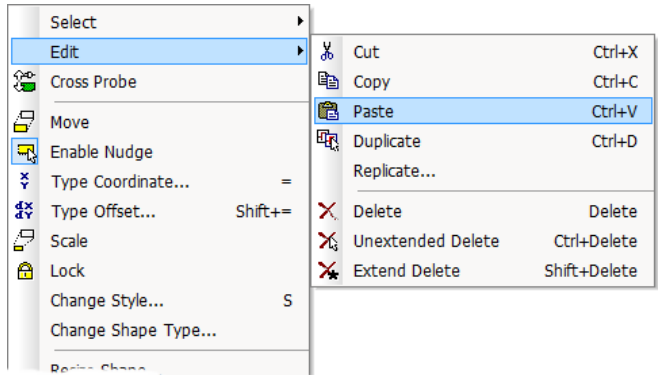 Select
Edit
Cross Probe
Move
Enable Nudge
Type Coordinate... =
Type Offset... Shift+=
Scale
Lock
Change Style... S
Change Shape Type...
Resize Shape
Cut Ctrl+X
Copy Ctrl+C
Paste Ctrl+V
Duplicate Ctrl+D
Replicate...
Delete Delete
Unextended Delete Ctrl+Delete
Extend Delete Shift+Delete